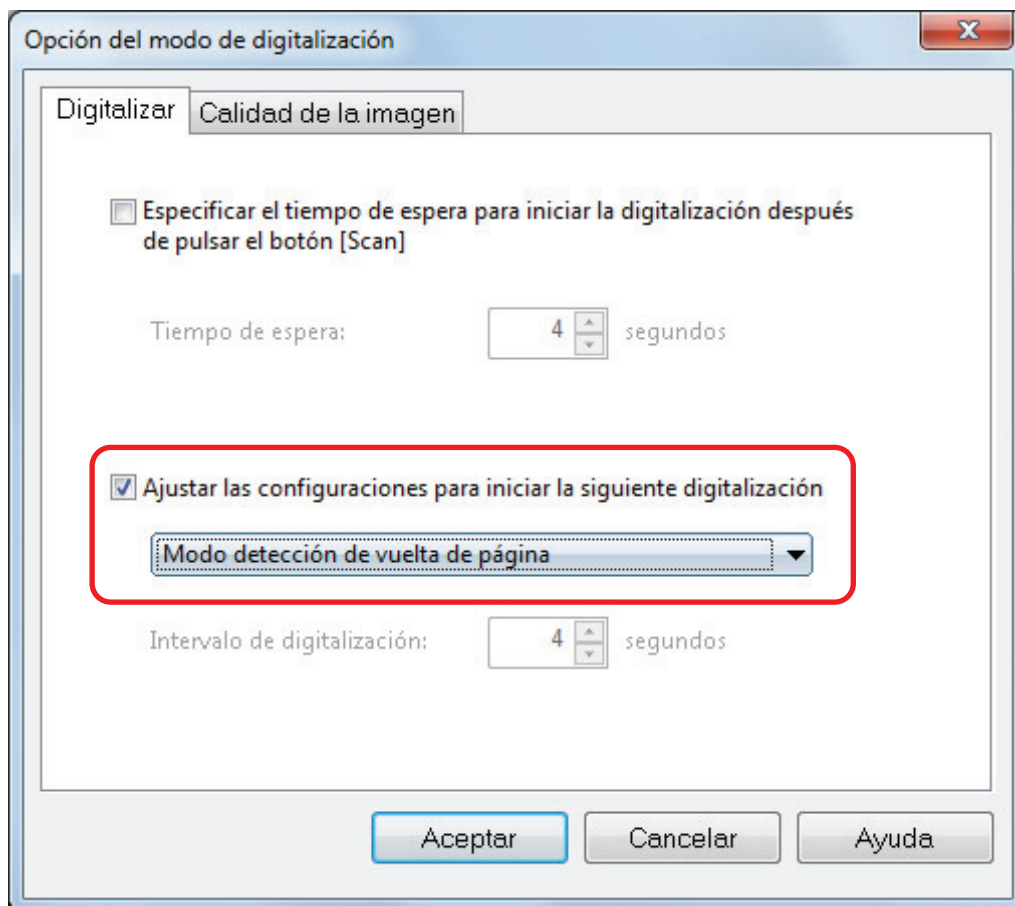 Opción del modo de digitalización
Digitalizar
Calidad de la imagen
Especificar el tiempo de espera para iniciar la digitalización después
de pulsar el botón [Scan]
Tiempo de espera: 4 segundos
Ajustar las configuraciones para iniciar la siguiente digitalización
Modo detección de vuelta de página
Intervalo de digitalización: 4 segundos
Aceptar Cancelar Ayuda